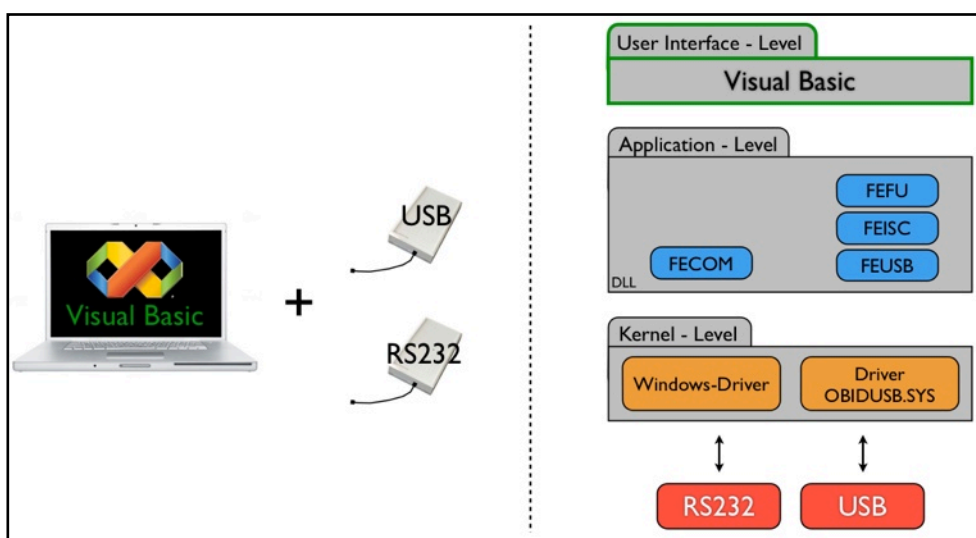 Visual Basic
+
USB
RS232
User Interface - Level
Visual Basic
Application - Level
FEFU
FEISC
FECOM
FEUSB
DLL
Kernel - Level
Windows-Driver
Driver
OBIDUSB.SYS
RS232
USB